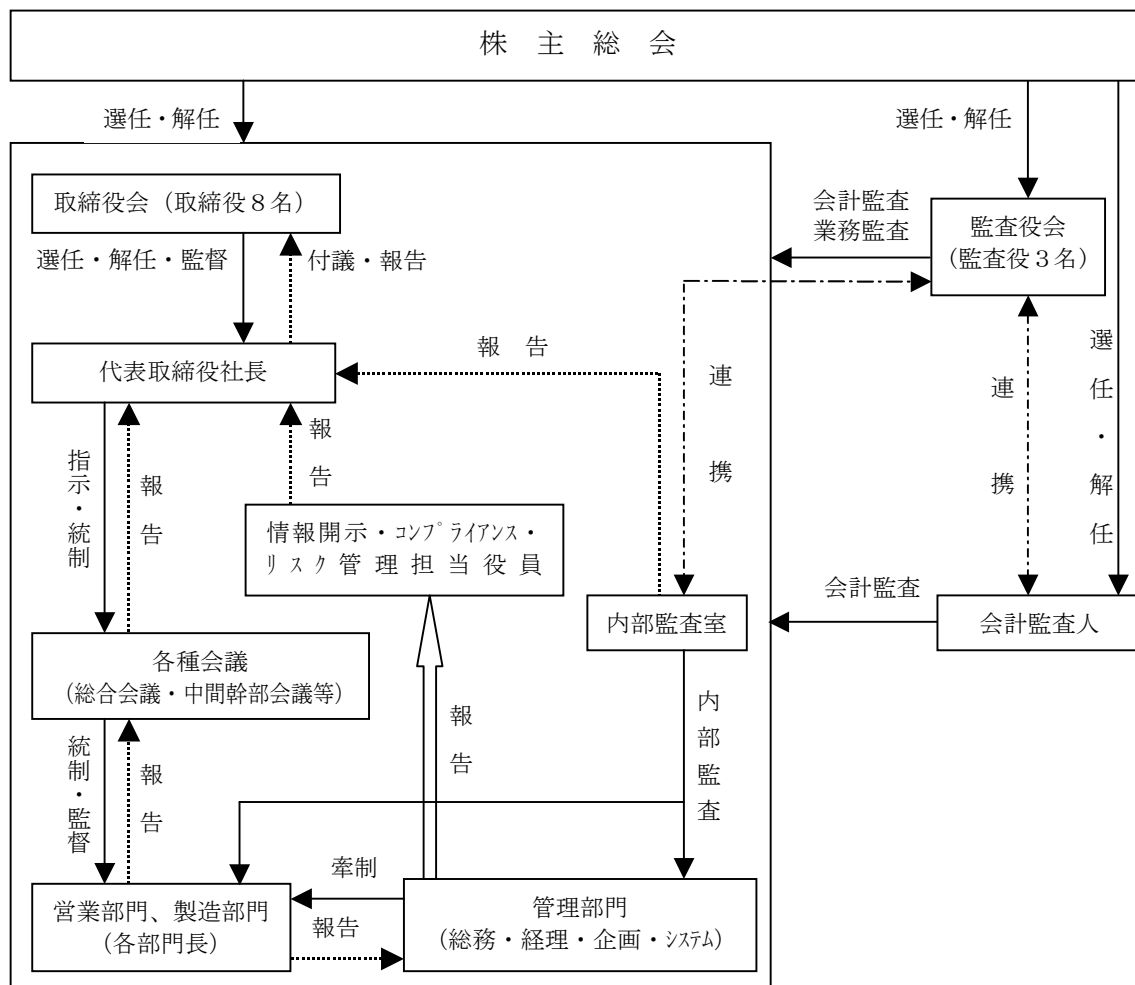 株 主 総 会
選任・解任
選任・解任
取締役会（取締役８名）
会計監査
業務監査
監査役会
（監査役３名）
選任・解任・監督
付議・報告
報 告
連携
連携
選任・解任
代表取締役社長
指示・統制
報告
報告
情報開示・ｺﾝﾌﾟﾗｲｱﾝｽ・
ﾘｽｸ管理担当役員
内部監査室
会計監査
会計監査人
各種会議
（総合会議・中間幹部会議等）
統制・監督
報告
報告
内部監査
営業部門、製造部門
（各部門長）
牽制
報告
管理部門
（総務・経理・企画・ｼｽﾃﾑ）